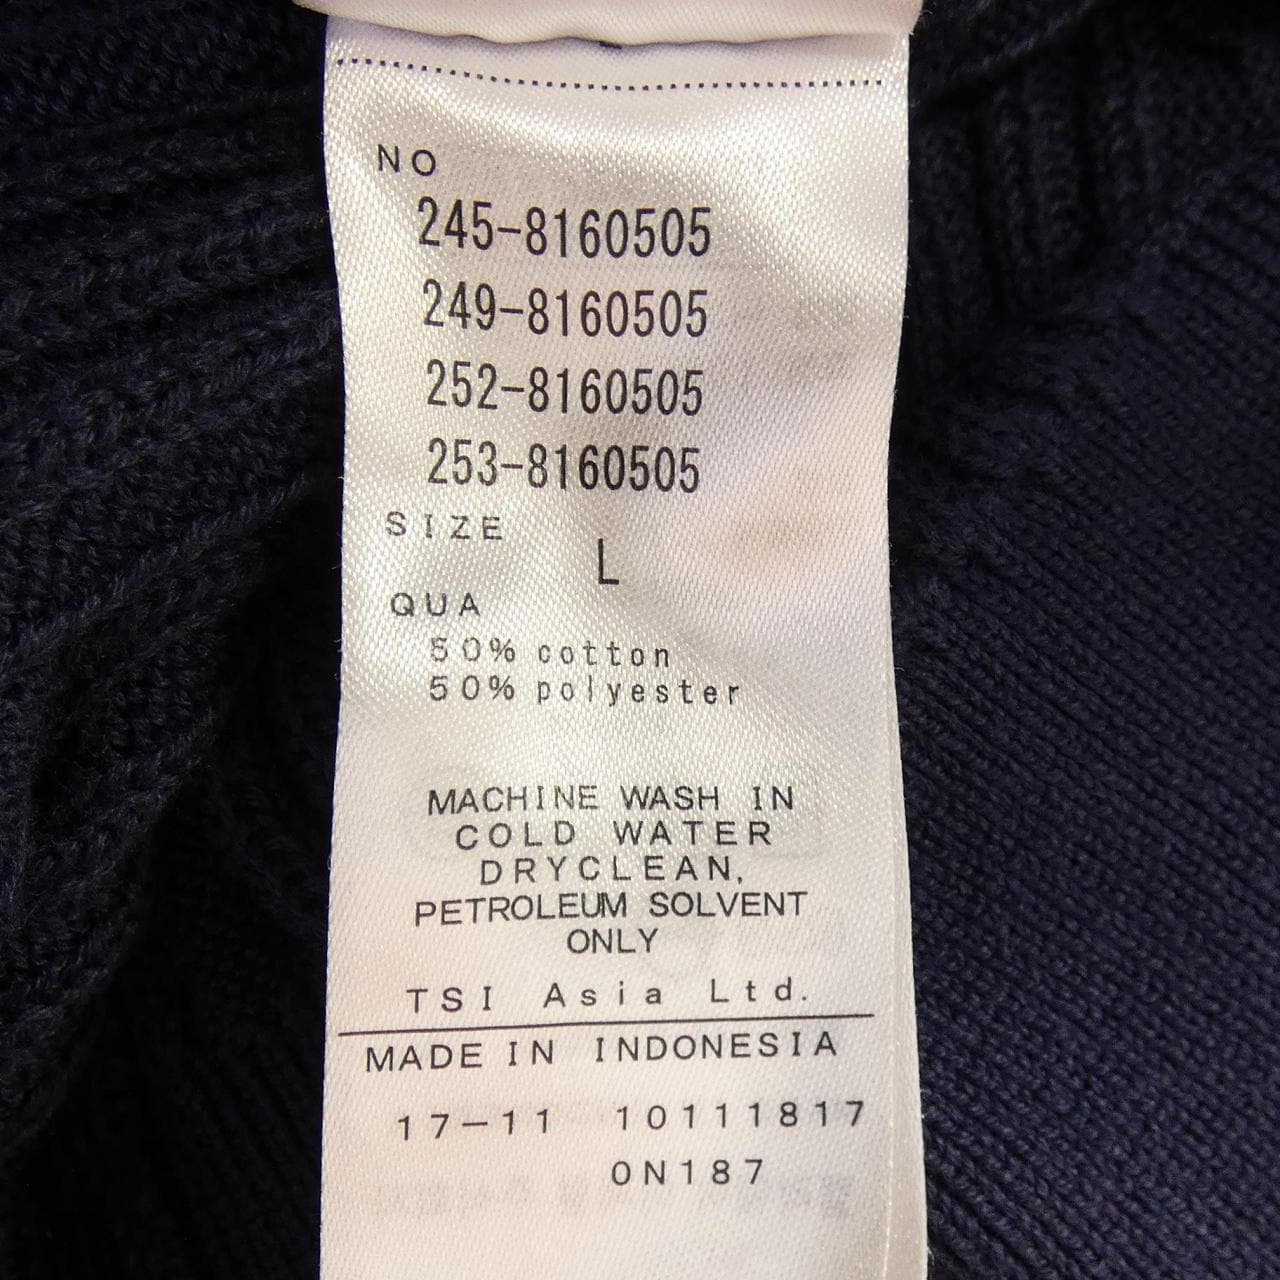 NO
245-8160505
249-8160505
252-8160505
253-8160505
SIZE
L
QUA
50% cotton
50% polyester
MACHINE WASH IN
COLD WATER
DRYCLEAN,
PETROLEUM SOLVENT
ONLY
TSI Asia Ltd.
MADE IN INDONESIA
17-11 10111817
0N187